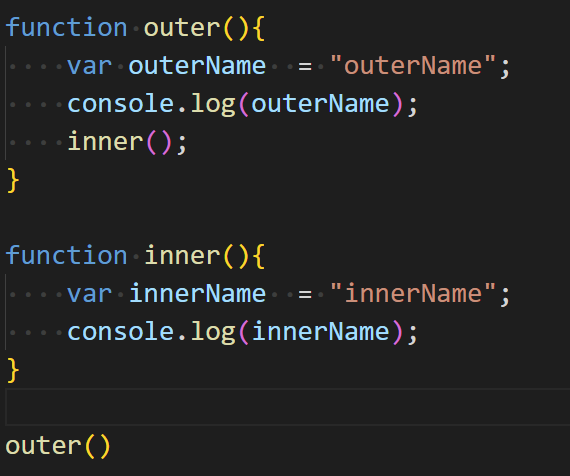 function outer(){
    var outerName  = "outerName";
    console.log(outerName);
    inner();
}

function inner(){
    var innerName  = "innerName";
    console.log(innerName);
}

outer()